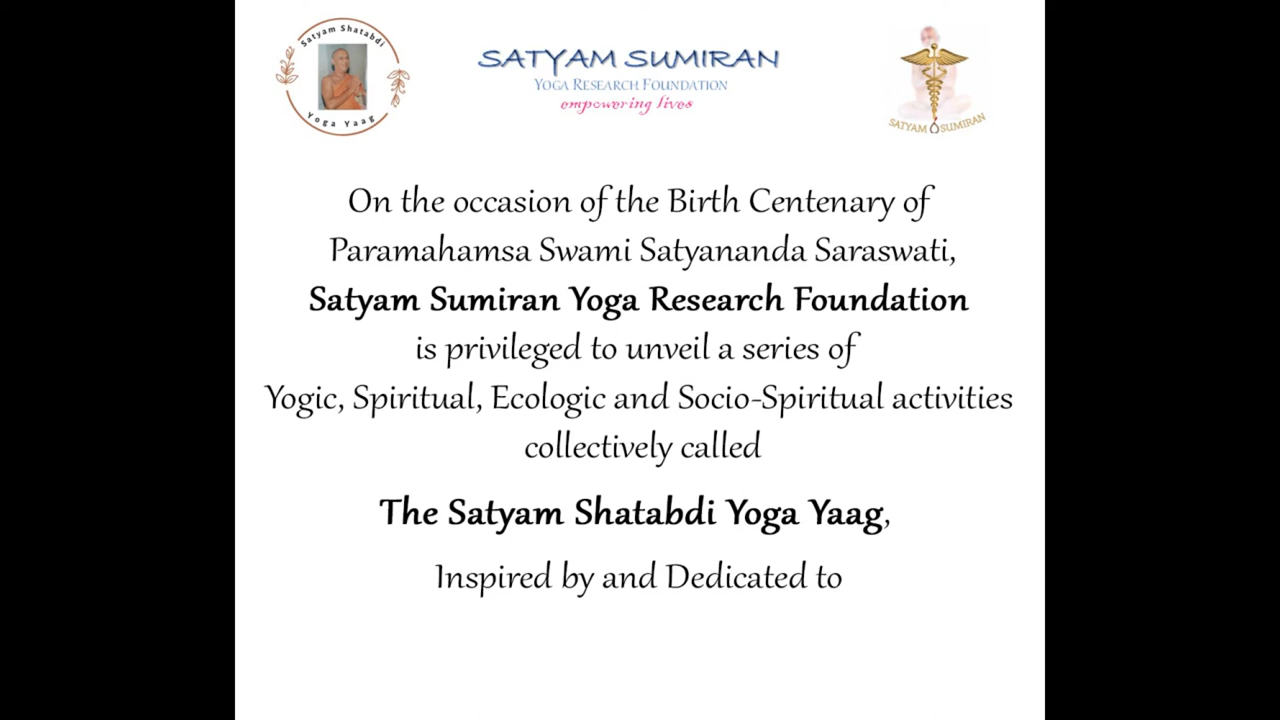 Satyam Shatabdi
Yoga Yaag
SATYAM SUMIRAN
YOGA RESEARCH FOUNDATION
empowering lives
SATYAM SUMIRAN
On the occasion of the Birth Centenary of
Paramahamsa Swami Satyananda Saraswati,
Satyam Sumiran Yoga Research Foundation
is privileged to unveil a series of
Yogic, Spiritual, Ecologic and Socio-Spiritual activities
collectively called
The Satyam Shatabdi Yoga Yaag,
Inspired by and Dedicated to